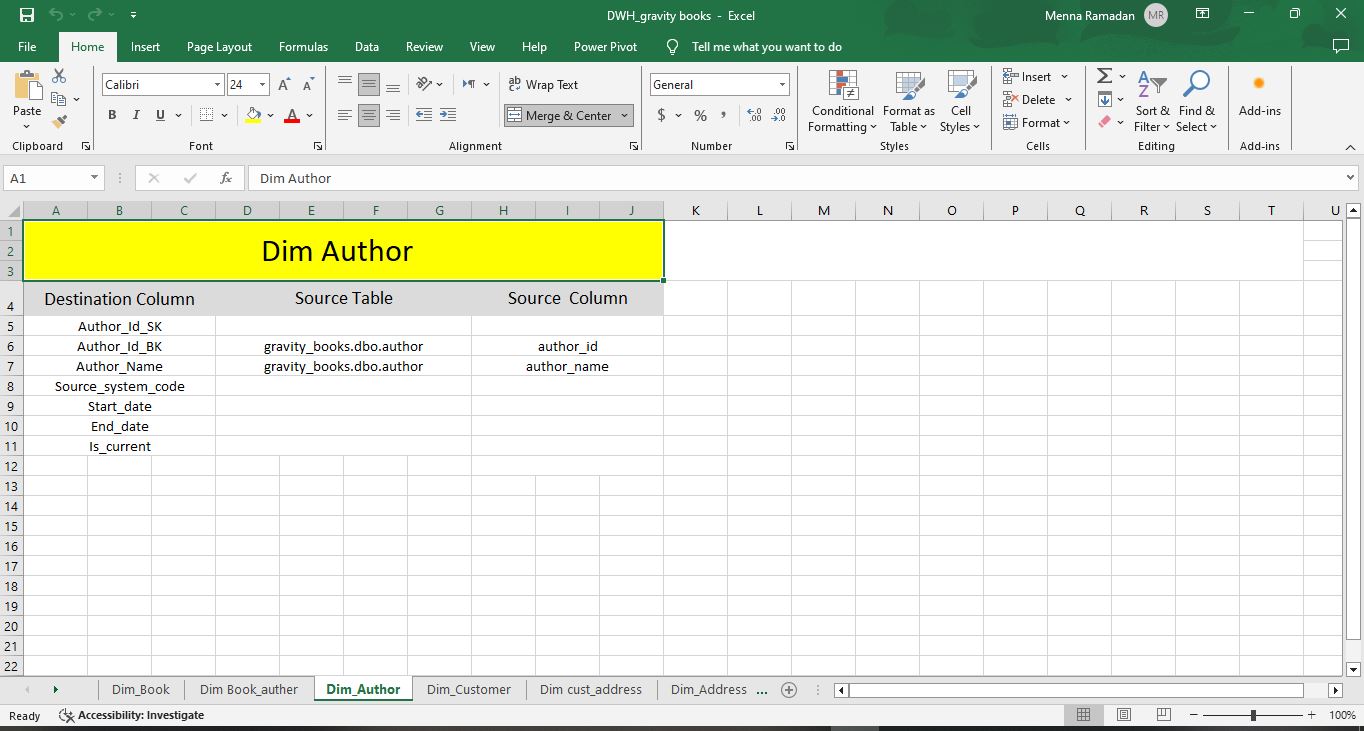 DWH_gravity books - Excel
Menna Ramadan MR
File Home Insert Page Layout Formulas Data Review View Help Power Pivot Tell me what you want to do
Paste
Clipboard
Calibri 24 A A
B I U A
Font
ab Wrap Text
Merge & Center
Alignment
General
$ % , .00 .0
Number
Conditional Formatting
Format as Table
Cell Styles
Styles
Insert
Delete
Format
Cells
Sort & Filter
Find & Select
Editing
Add-ins
Add-ins
A1 fx Dim Author
A B C D E F G H I J K L M N O P Q R S T U
1
2 Dim Author
3
4 Destination Column Source Table Source Column
5 Author_Id_SK
6 Author_Id_BK gravity_books.dbo.author author_id
7 Author_Name gravity_books.dbo.author author_name
8 Source_system_code
9 Start_date
10 End_date
11 Is_current
12
13
14
15
16
17
18
19
20
21
22
Dim_Book Dim Book_auther Dim_Author Dim_Customer Dim cust_address Dim_Address ...
Ready Accessibility: Investigate 100%